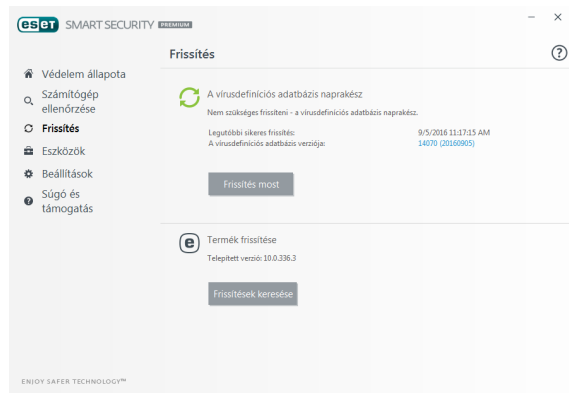 eset SMART SECURITY PREMIUM
Frissítés
Védelem állapota
Számítógép
ellenőrzése
Frissítés
Eszközök
Beállítások
Súgó és
támogatás
A vírusdefiníciós adatbázis naprakész
Nem szükséges frissíteni - a vírusdefiníciós adatbázis naprakész.
Legutóbbi sikeres frissítés: 9/5/2016 11:17:15 AM
A vírusdefiníciós adatbázis verziója: 14070 (20160905)
Frissítés most
Termék frissítése
Telepített verzió: 10.0.336.3
Frissítések keresése
ENJOY SAFER TECHNOLOGY™